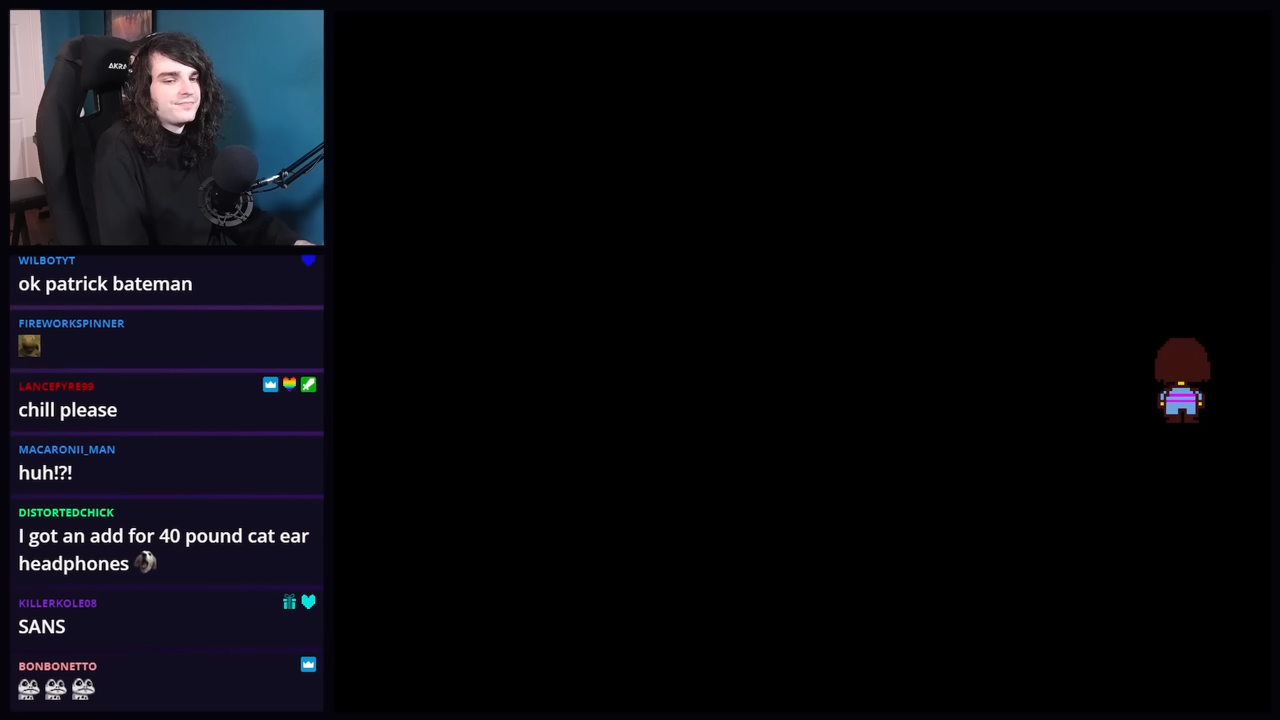 AKRA
WILBOTYT
ok patrick bateman
FIREWORKSPINNER
LANCEFYRE99
chill please
MACARONII_MAN
huh!?!
DISTORTEDCHICK
I got an add for 40 pound cat ear
headphones
KILLERKOLE08
SANS
BONBONETTO